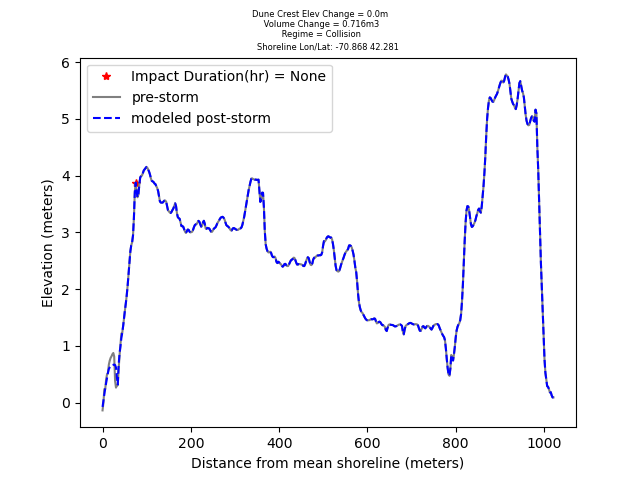 Dune Crest Elev Change = 0.0m
Volume Change = 0.716m3
Regime = Collision
Shoreline Lon/Lat: -70.868 42.281
Impact Duration(hr) = None
pre-storm
modeled post-storm
Elevation (meters)
6
5
4
3
2
1
0
0 200 400 600 800 1000
Distance from mean shoreline (meters)